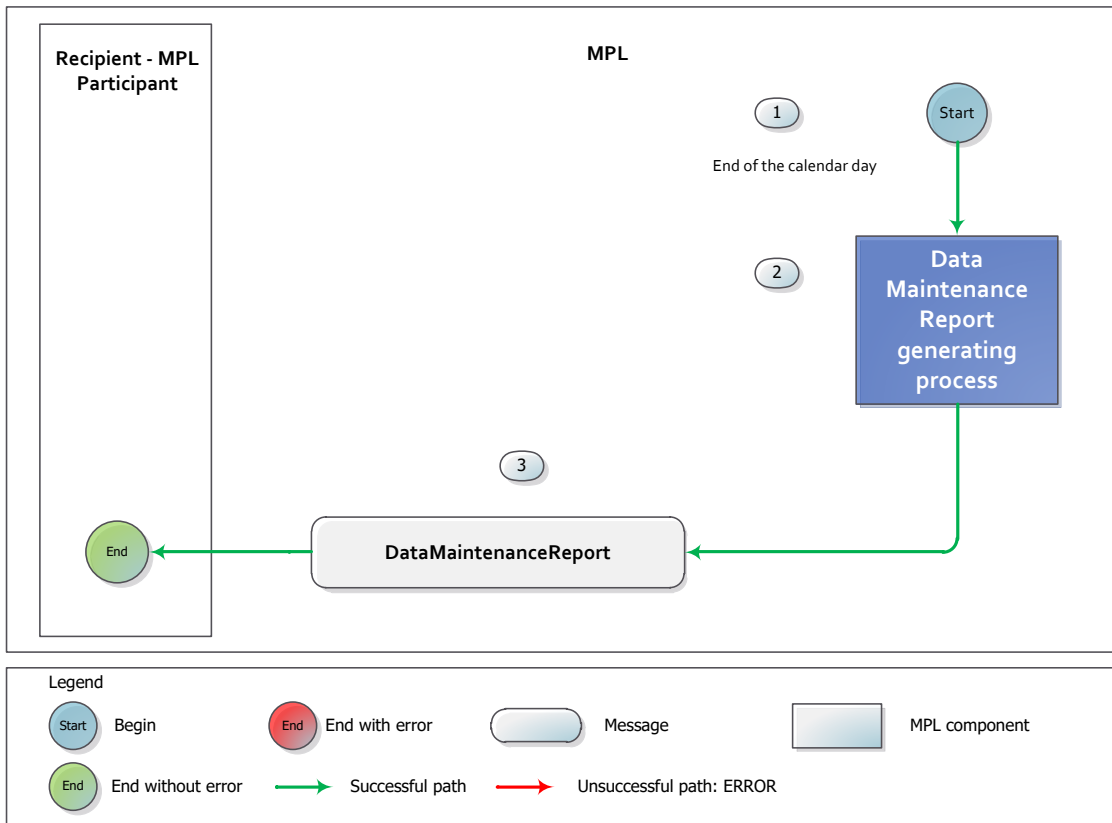 Recipient - MPL
Participant
MPL
1
Start
End of the calendar day
2
Data
Maintenance
Report
generating
process
3
End
DataMaintenanceReport
Legend
Start
Begin
End
End with error
Message
MPL component
End
End without error
Successful path
Unsuccessful path: ERROR